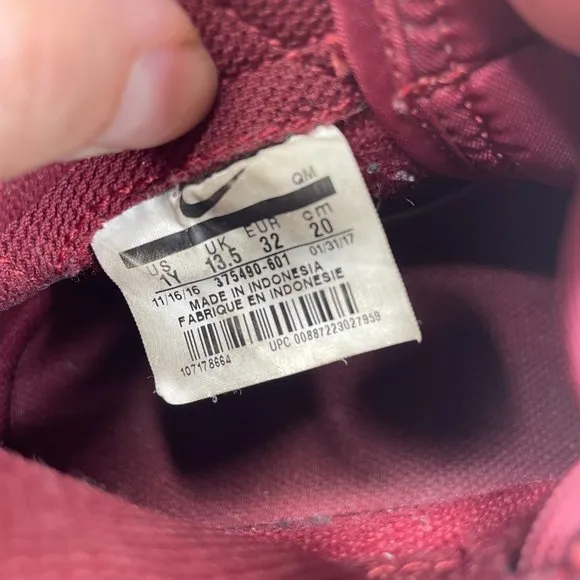 QM
US UK EUR cm
1Y 13.5 32 20
11/16/16 375490-601 01/31/17
MADE IN INDONESIA
FABRIQUE EN INDONESIE
107178664 UPC 00887223027959